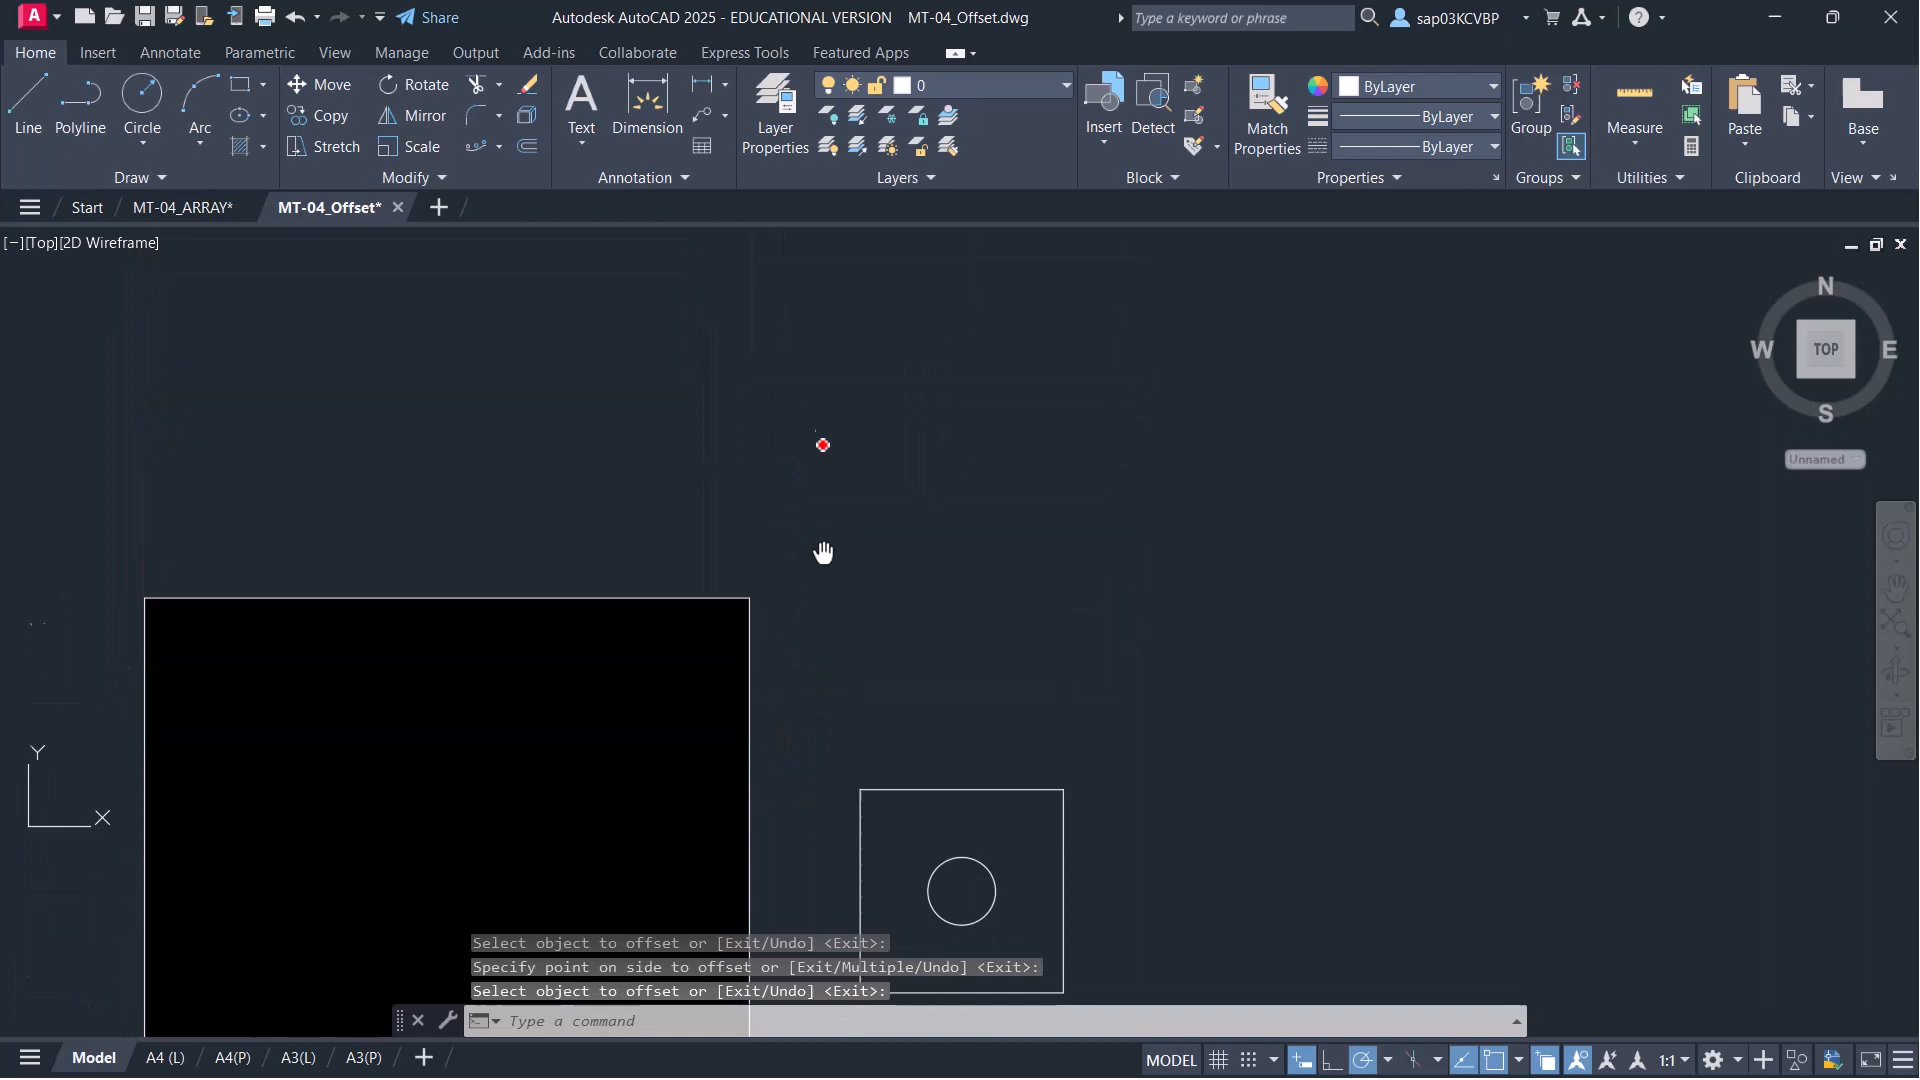 Share
Autodesk AutoCAD 2025 - EDUCATIONAL VERSION MT-04_Offset.dwg
Type a keyword or phrase
sap03KCVBP
Home Insert Annotate Parametric View Manage Output Add-ins Collaborate Express Tools Featured Apps
Line Polyline Circle Arc
Move Rotate
Copy Mirror
Stretch Scale
Text Dimension
Layer Properties
0
Insert Detect
Match Properties
ByLayer
ByLayer
ByLayer
Group Measure Paste Base
Draw Modify Annotation Layers Block Properties Groups Utilities Clipboard View
Start MT-04_ARRAY* MT-04_Offset*
[−][Top][2D Wireframe]
N
W TOP E
S
Unnamed
Y
X
Select object to offset or [Exit/Undo] <Exit>:
Specify point on side to offset or [Exit/Multiple/Undo] <Exit>:
Select object to offset or [Exit/Undo] <Exit>:
Type a command
Model A4 (L) A4(P) A3(L) A3(P)
MODEL 1:1